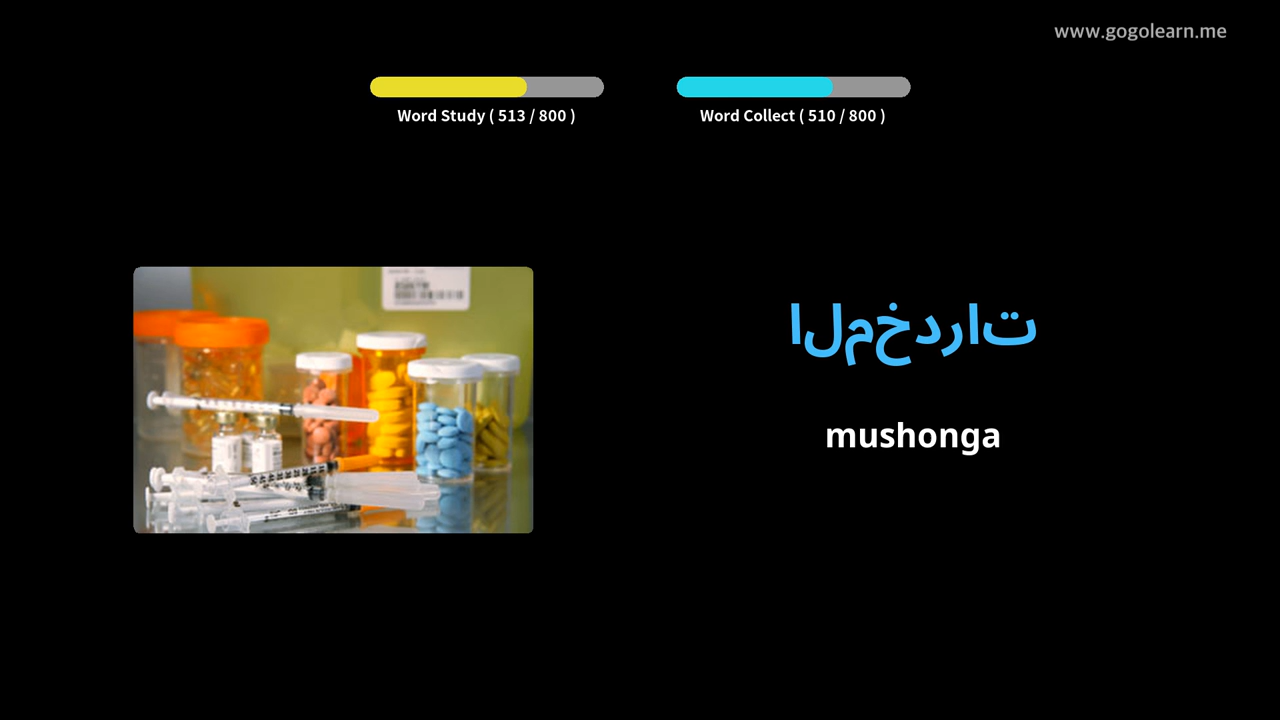 www.gogolearn.me
Word Study ( 513 / 800 )
Word Collect ( 510 / 800 )
المخدرات
mushonga